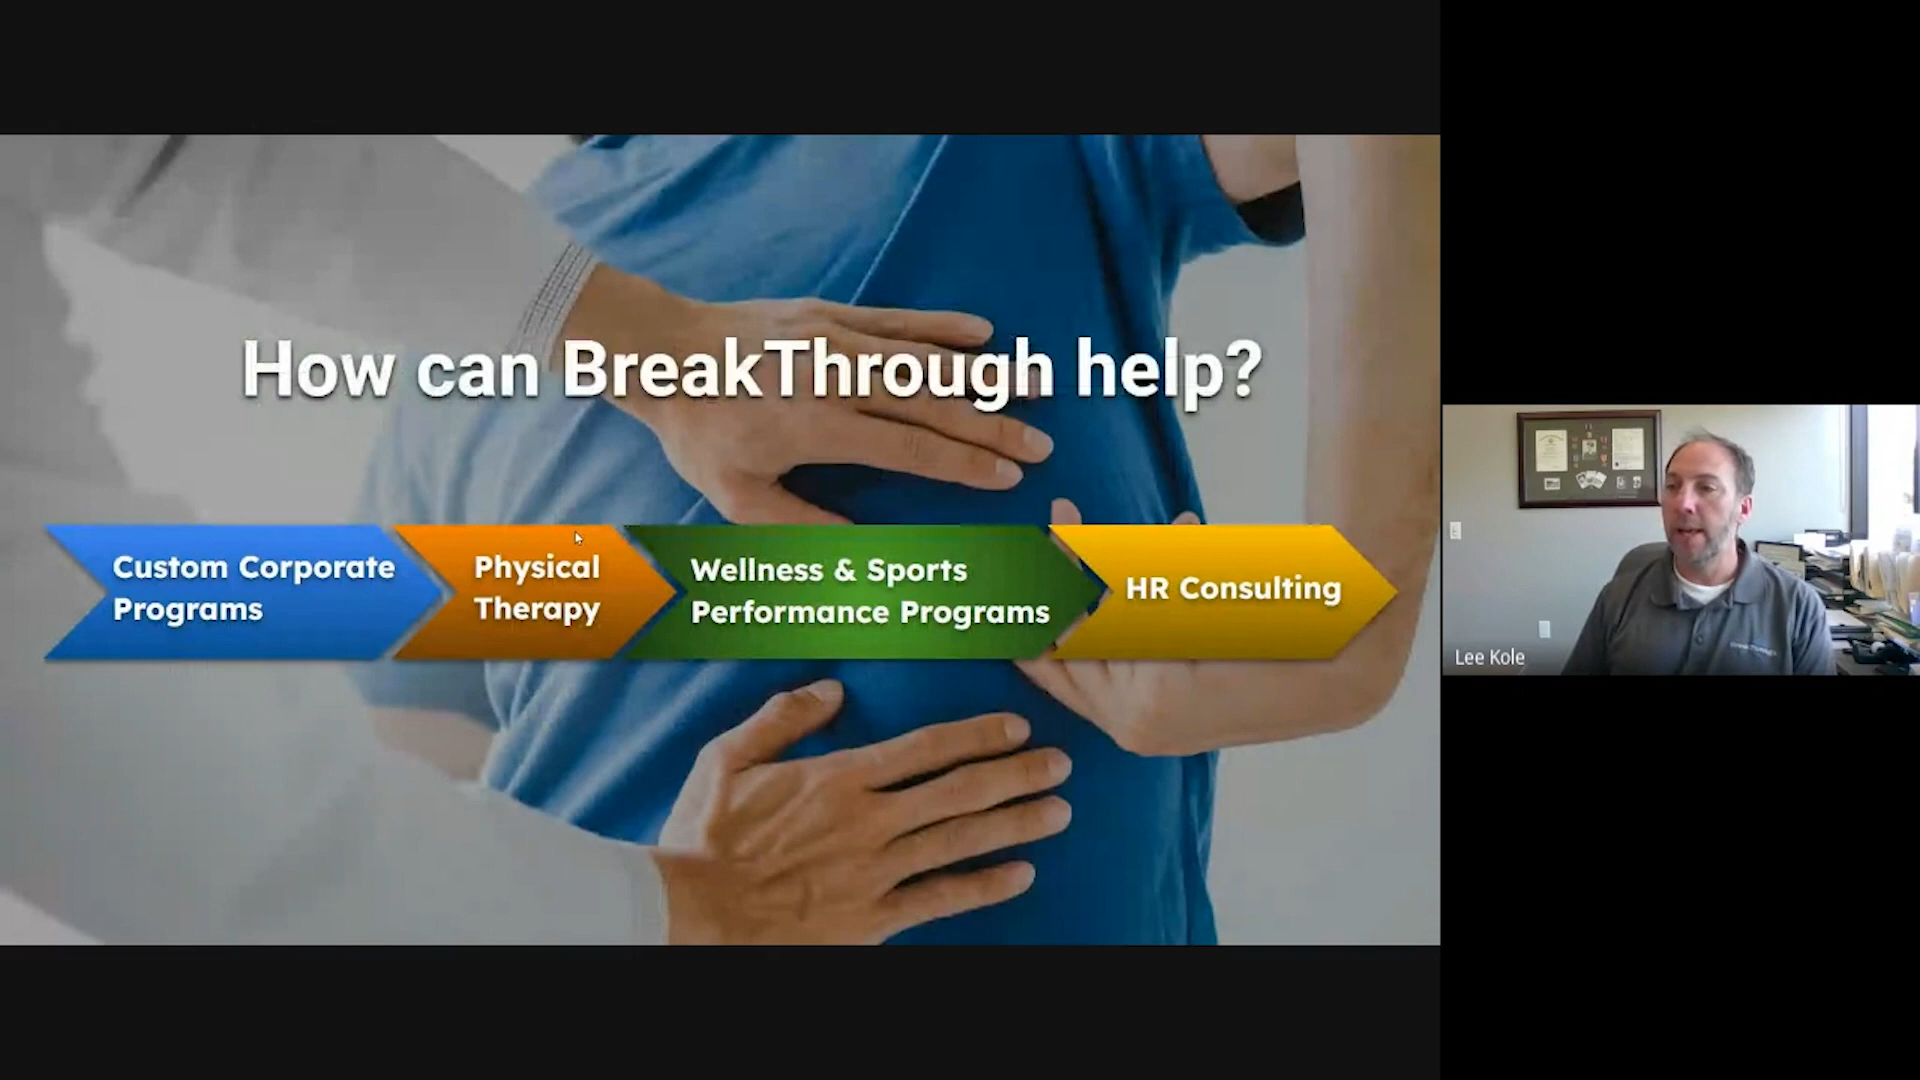 How can BreakThrough help?
Custom Corporate
Programs
Physical
Therapy
Wellness & Sports
Performance Programs
HR Consulting
Lee Kole